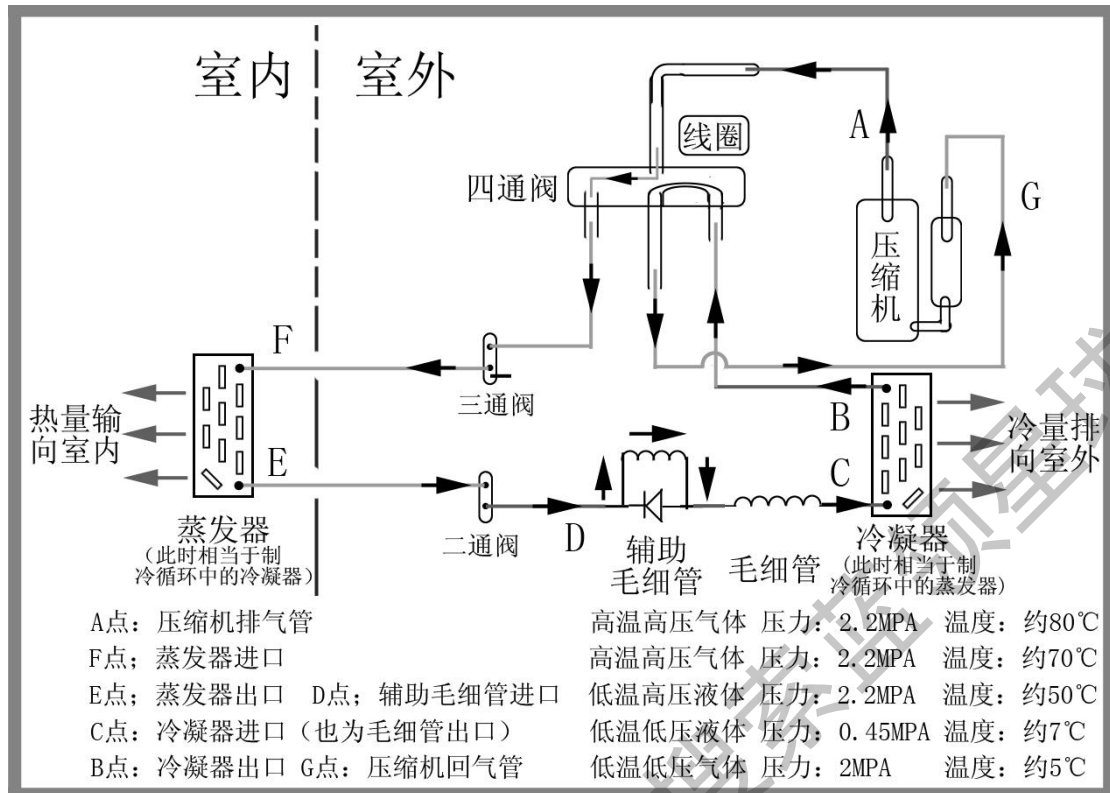 室内 室外
线圈
四通阀
A
G
压缩机
F
三通阀
热量输
向室内
E
B
C
冷量排
向室外
蒸发器
(此时相当于制
冷循环中的冷凝器)
二通阀
D
辅助
毛细管
毛细管
冷凝器
(此时相当于制
冷循环中的蒸发器)
A点: 压缩机排气管 高温高压气体 压力: 2.2MPA 温度: 约80℃
F点; 蒸发器进口 高温高压气体 压力: 2.2MPA 温度: 约70℃
E点; 蒸发器出口 D点; 辅助毛细管进口 低温高压液体 压力: 2.2MPA 温度: 约50℃
C点: 冷凝器进口(也为毛细管出口) 低温低压液体 压力: 0.45MPA 温度: 约7℃
B点: 冷凝器出口 G点: 压缩机回气管 低温低压气体 压力: 2MPA 温度: 约5℃
搜索蓝领星球